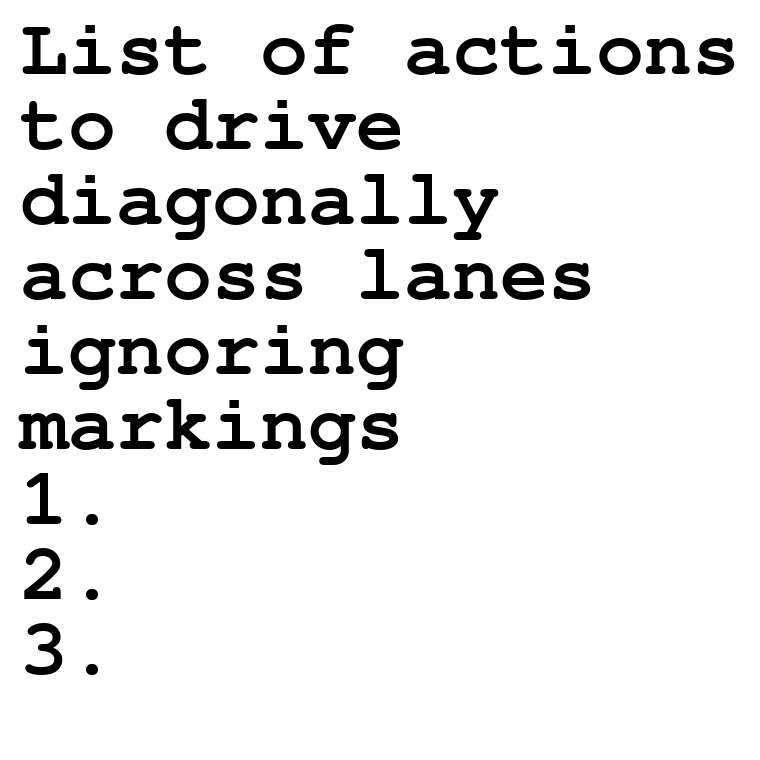 List of actions
to drive
diagonally
across lanes
ignoring
markings
1.
2.
3.